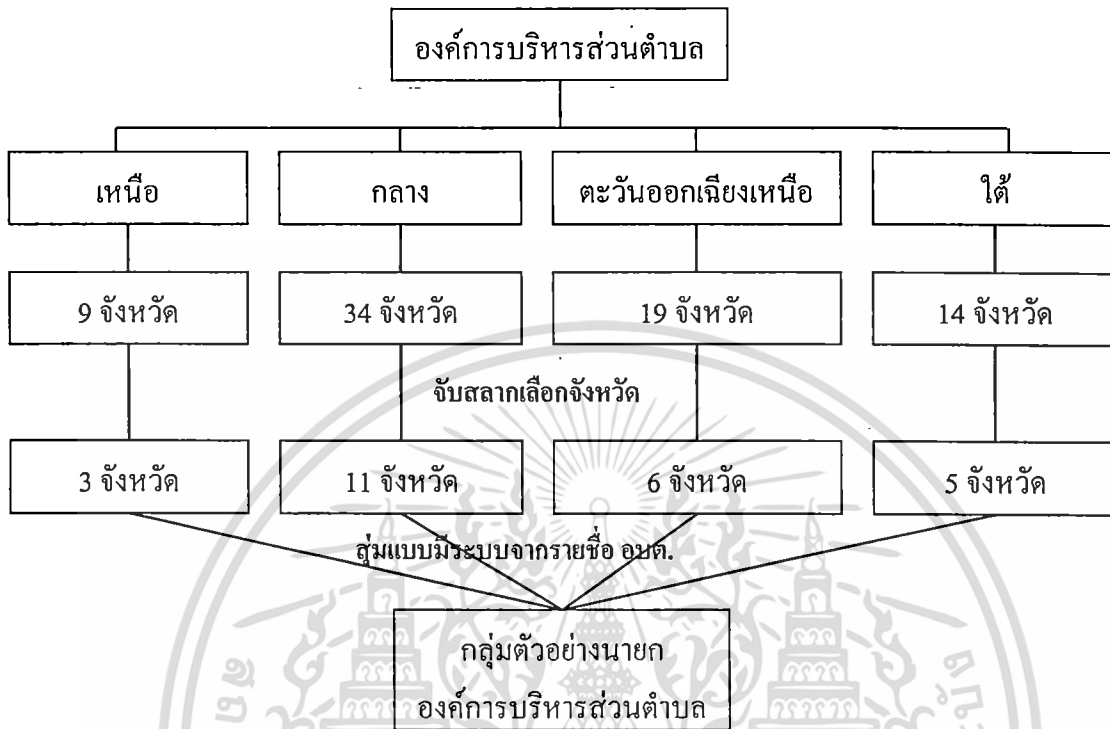 องค์การบริหารส่วนตำบล
เหนือ
กลาง
ตะวันออกเฉียงเหนือ
ใต้
9 จังหวัด
34 จังหวัด
19 จังหวัด
14 จังหวัด
จับสลากเลือกจังหวัด
3 จังหวัด
11 จังหวัด
6 จังหวัด
5 จังหวัด
สุ่มแบบมีระบบจากรายชื่อ อบต.
กลุ่มตัวอย่างนายก
องค์การบริหารส่วนตำบล